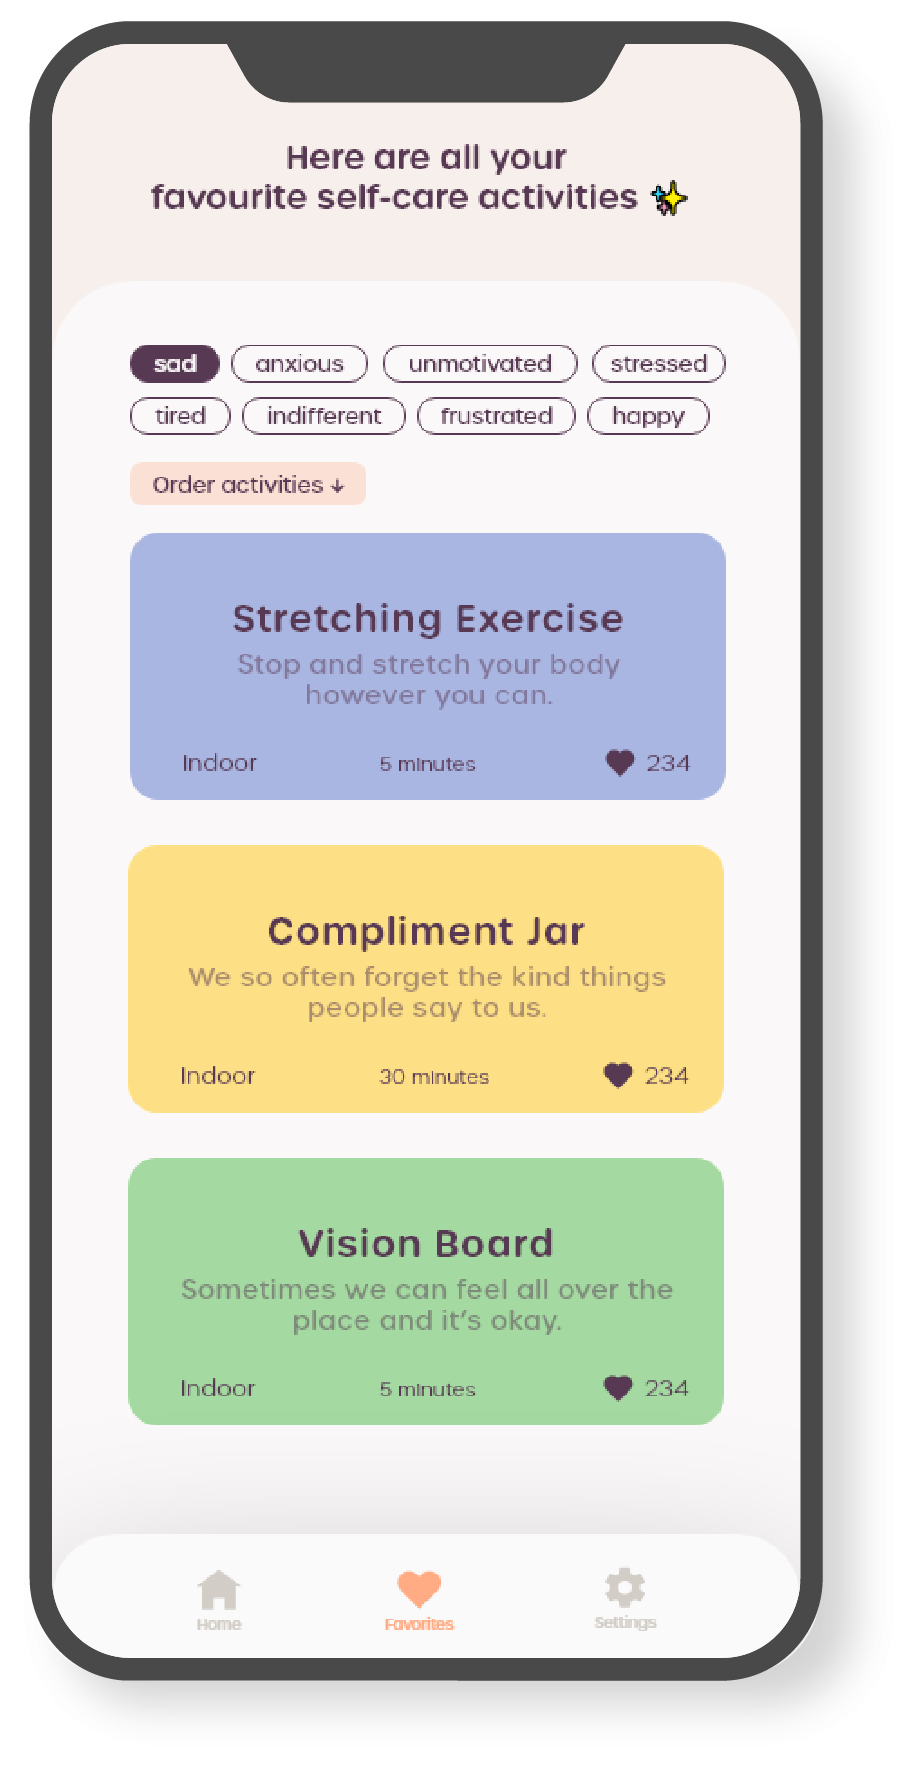 Here are all your
favourite self-care activities ✨
sad anxious unmotivated stressed
tired indifferent frustrated happy
Order activities ↓
Stretching Exercise
Stop and stretch your body
however you can.
Indoor 5 minutes 234
Compliment Jar
We so often forget the kind things
people say to us.
Indoor 30 minutes 234
Vision Board
Sometimes we can feel all over the
place and it's okay.
Indoor 5 minutes 234
Home Favorites Settings